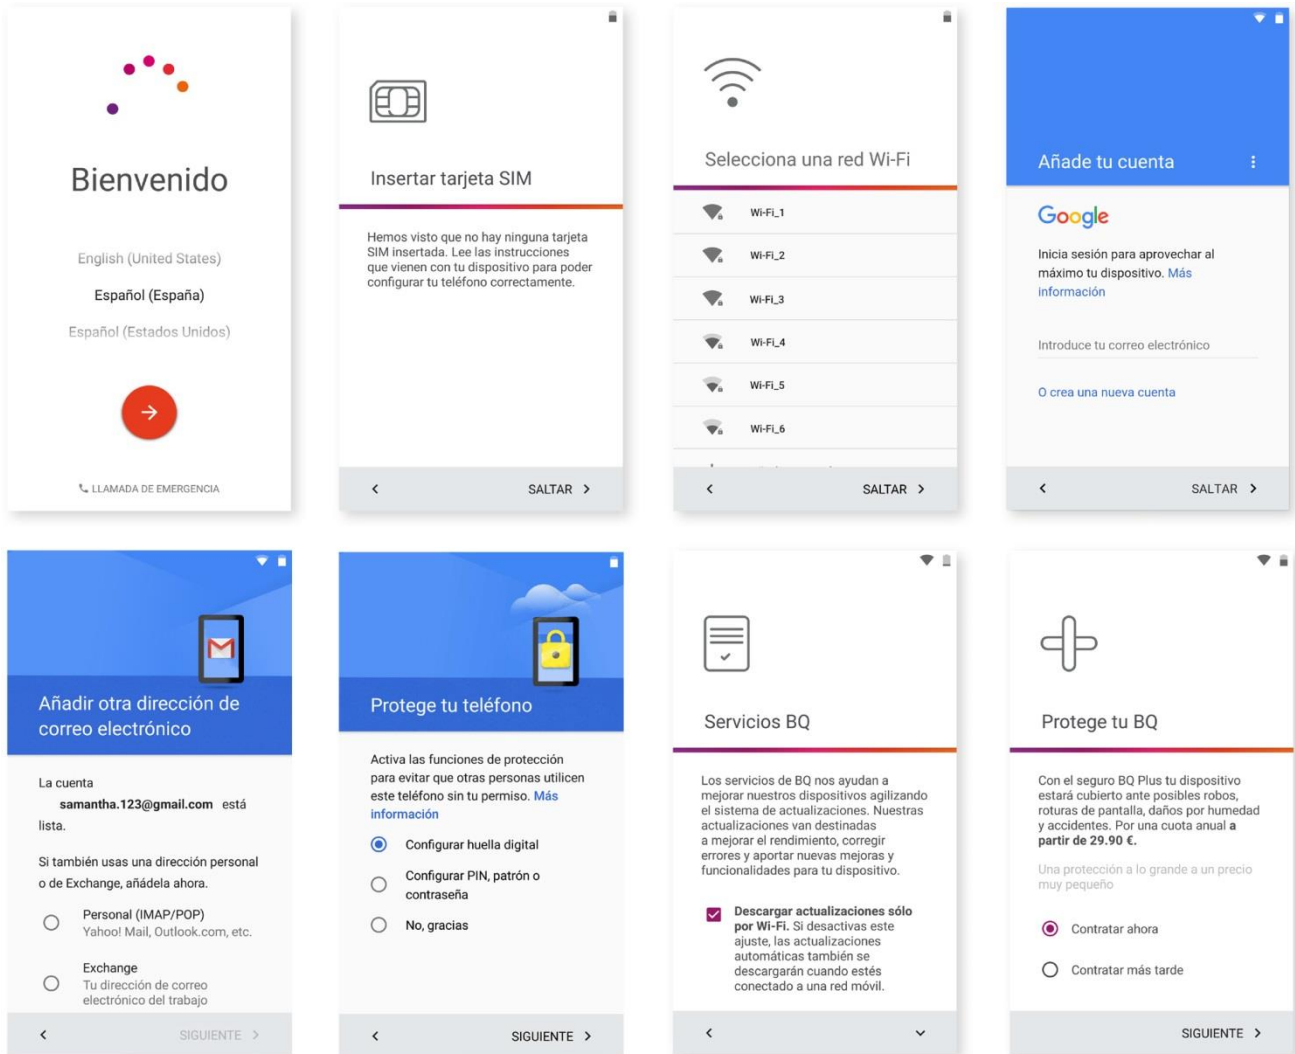 Bienvenido
English (United States)
Español (España)
Español (Estados Unidos)
LLAMADA DE EMERGENCIA
Insertar tarjeta SIM
Hemos visto que no hay ninguna tarjeta
SIM insertada. Lee las instrucciones
que vienen con tu dispositivo para poder
configurar tu teléfono correctamente.
SALTAR
Selecciona una red Wi-Fi
Wi-Fi_1
Wi-Fi_2
Wi-Fi_3
Wi-Fi_4
Wi-Fi_5
Wi-Fi_6
SALTAR
Añade tu cuenta
Google
Inicia sesión para aprovechar al
máximo tu dispositivo. Más
información
Introduce tu correo electrónico
O crea una nueva cuenta
SALTAR
Añadir otra dirección de
correo electrónico
La cuenta
samantha.123@gmail.com está
lista.
Si también usas una dirección personal
o de Exchange, añádela ahora.
Personal (IMAP/POP)
Yahoo! Mail, Outlook.com, etc.
Exchange
Tu dirección de correo
electrónico del trabajo
SIGUIENTE
Protege tu teléfono
Activa las funciones de protección
para evitar que otras personas utilicen
este teléfono sin tu permiso. Más
información
Configurar huella digital
Configurar PIN, patrón o
contraseña
No, gracias
SIGUIENTE
Servicios BQ
Los servicios de BQ nos ayudan a
mejorar nuestros dispositivos agilizando
el sistema de actualizaciones. Nuestras
actualizaciones van destinadas
a mejorar el rendimiento, corregir
errores y aportar nuevas mejoras y
funcionalidades para tu dispositivo.
Descargar actualizaciones sólo
por Wi-Fi. Si desactivas este
ajuste, las actualizaciones
automáticas también se
descargarán cuando estés
conectado a una red móvil.
Protege tu BQ
Con el seguro BQ Plus tu dispositivo
estará cubierto ante posibles robos,
roturas de pantalla, daños por humedad
y accidentes. Por una cuota anual a
partir de 29.90 €.
Una protección a lo grande a un precio
muy pequeño
Contratar ahora
Contratar más tarde
SIGUIENTE